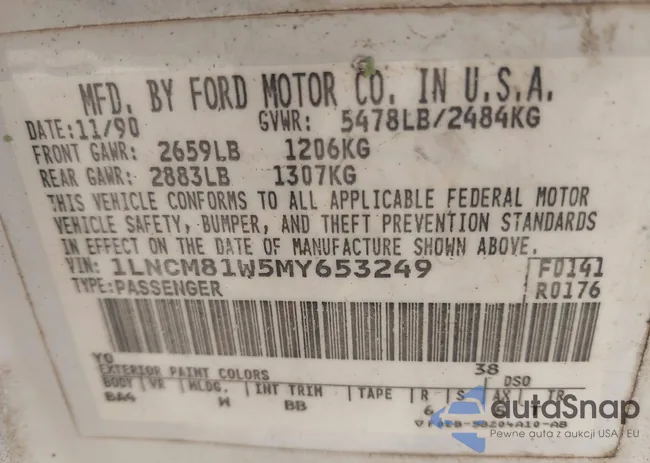 MFD. BY FORD MOTOR CO. IN U.S.A.
DATE: 11/90 GVWR: 5478LB/2484KG
FRONT GAWR: 2659LB 1206KG
REAR GAWR: 2883LB 1307KG
THIS VEHICLE CONFORMS TO ALL APPLICABLE FEDERAL MOTOR
VEHICLE SAFETY, BUMPER, AND THEFT PREVENTION STANDARDS
IN EFFECT ON THE DATE OF MANUFACTURE SHOWN ABOVE.
VIN: 1LNCM81W5MY653249 F0141
TYPE: PASSENGER R0176
YO 38
EXTERIOR PAINT COLORS DSO
BODY VR MLDG. INT TRIM TAPE R S AX TR
BA4 W BB 6
autoSnap
Pewne auta z aukcji USA i EU